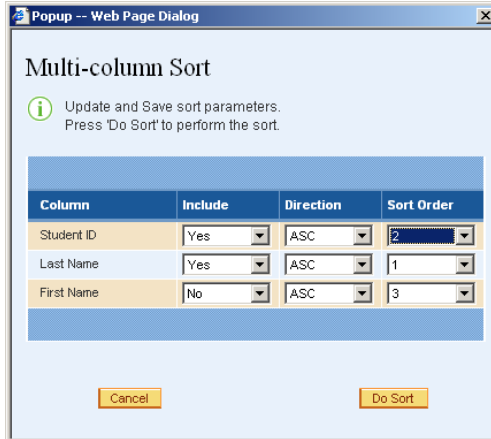 Popup -- Web Page Dialog
Multi-column Sort
Update and Save sort parameters.
Press 'Do Sort' to perform the sort.
Column Include Direction Sort Order
Student ID Yes ASC 2
Last Name Yes ASC 1
First Name No ASC 3
Cancel Do Sort